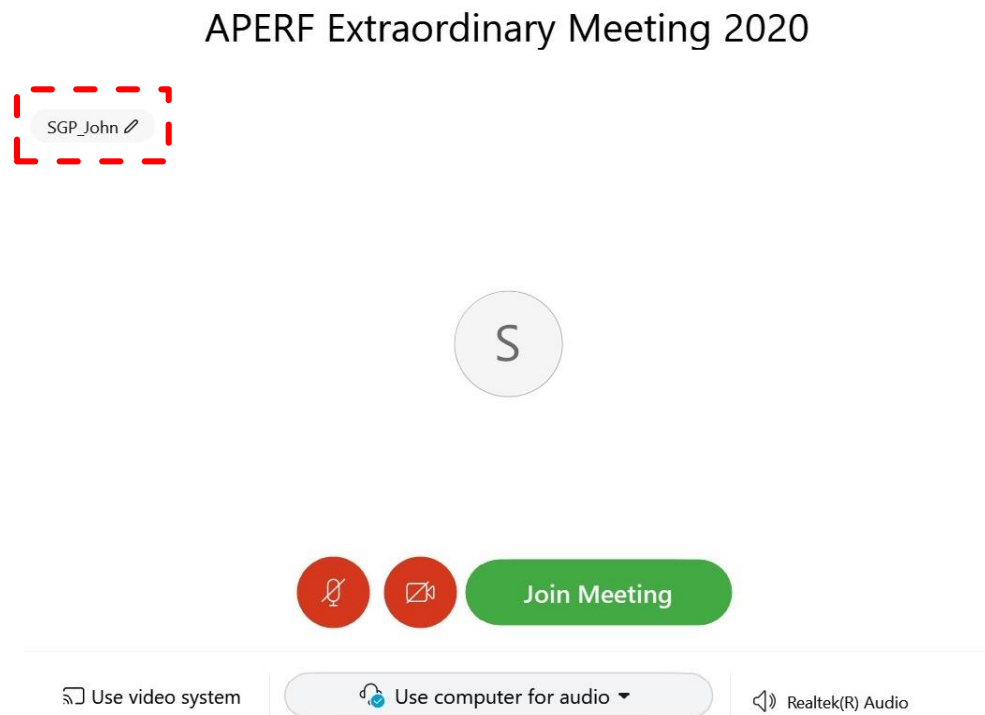 APERF Extraordinary Meeting 2020
SGP_John
S
Join Meeting
Use video system
Use computer for audio
Realtek(R) Audio